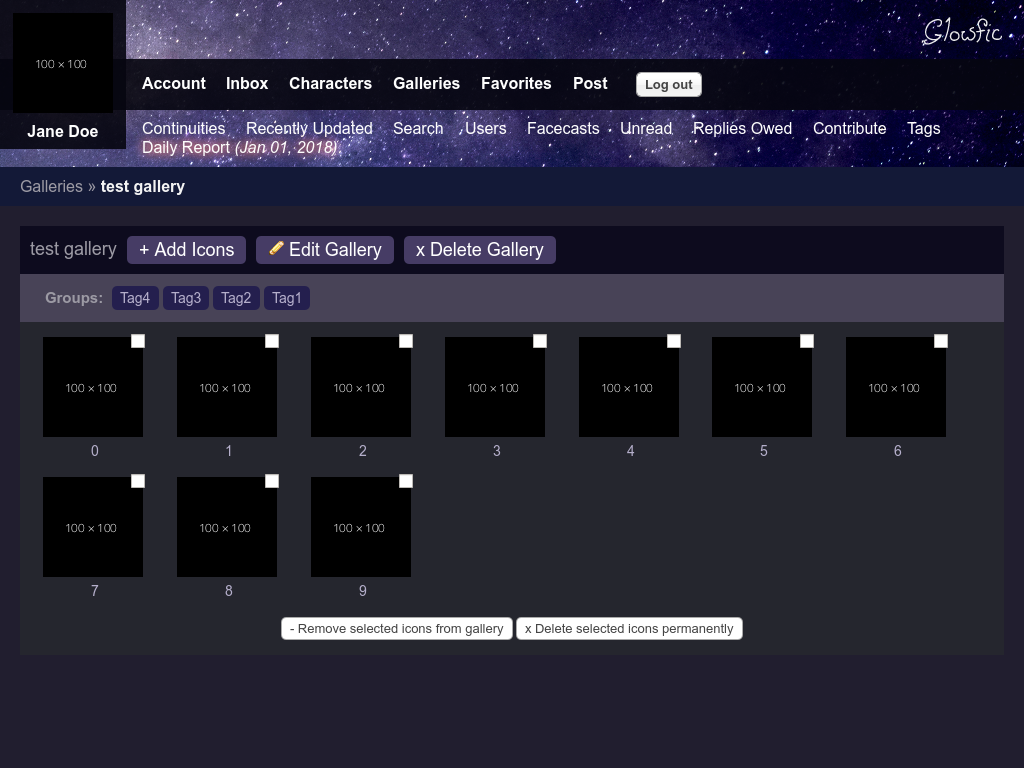 Glowfic
100 × 100
Account Inbox Characters Galleries Favorites Post Log out
Jane Doe
Continuities Recently Updated Search Users Facecasts Unread Replies Owed Contribute Tags
Daily Report (Jan 01, 2018)
Galleries » test gallery
test gallery + Add Icons Edit Gallery x Delete Gallery
Groups: Tag4 Tag3 Tag2 Tag1
100 × 100 100 × 100 100 × 100 100 × 100 100 × 100 100 × 100 100 × 100
0 1 2 3 4 5 6
100 × 100 100 × 100 100 × 100
7 8 9
- Remove selected icons from gallery x Delete selected icons permanently